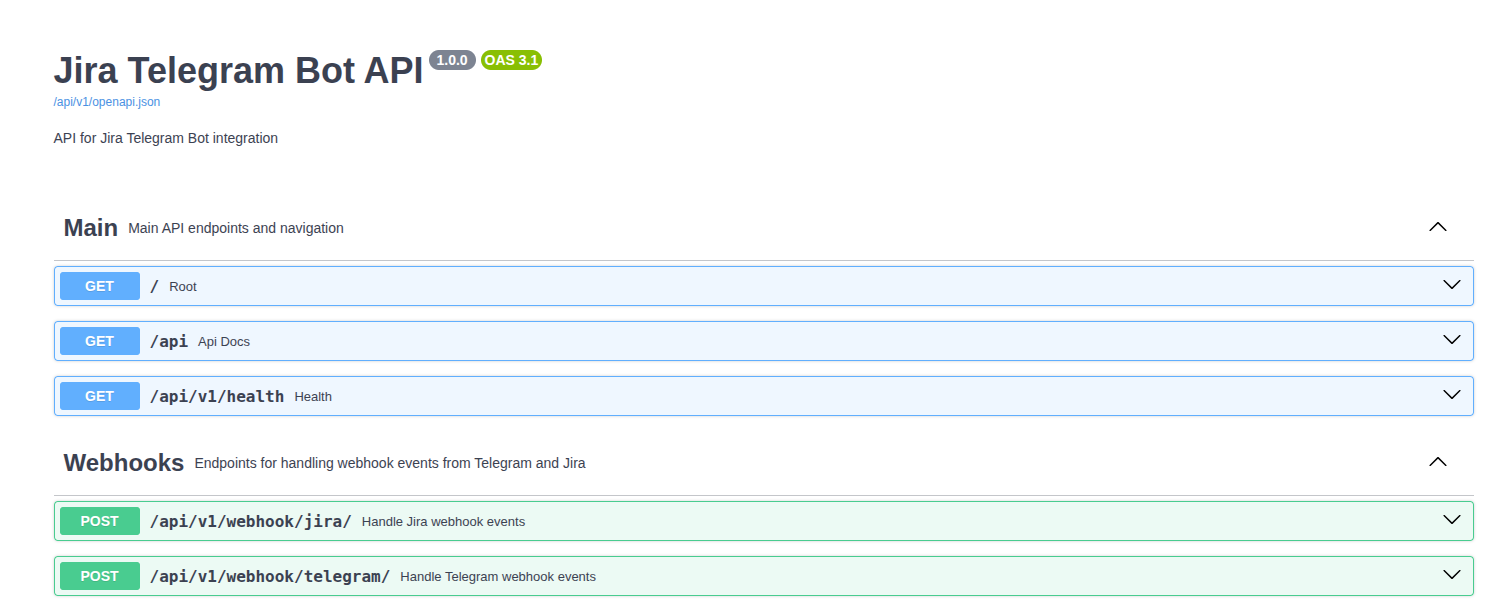 Jira Telegram Bot API 1.0.0 OAS 3.1
/api/v1/openapi.json
API for Jira Telegram Bot integration
Main Main API endpoints and navigation
GET / Root
GET /api Api Docs
GET /api/v1/health Health
Webhooks Endpoints for handling webhook events from Telegram and Jira
POST /api/v1/webhook/jira/ Handle Jira webhook events
POST /api/v1/webhook/telegram/ Handle Telegram webhook events